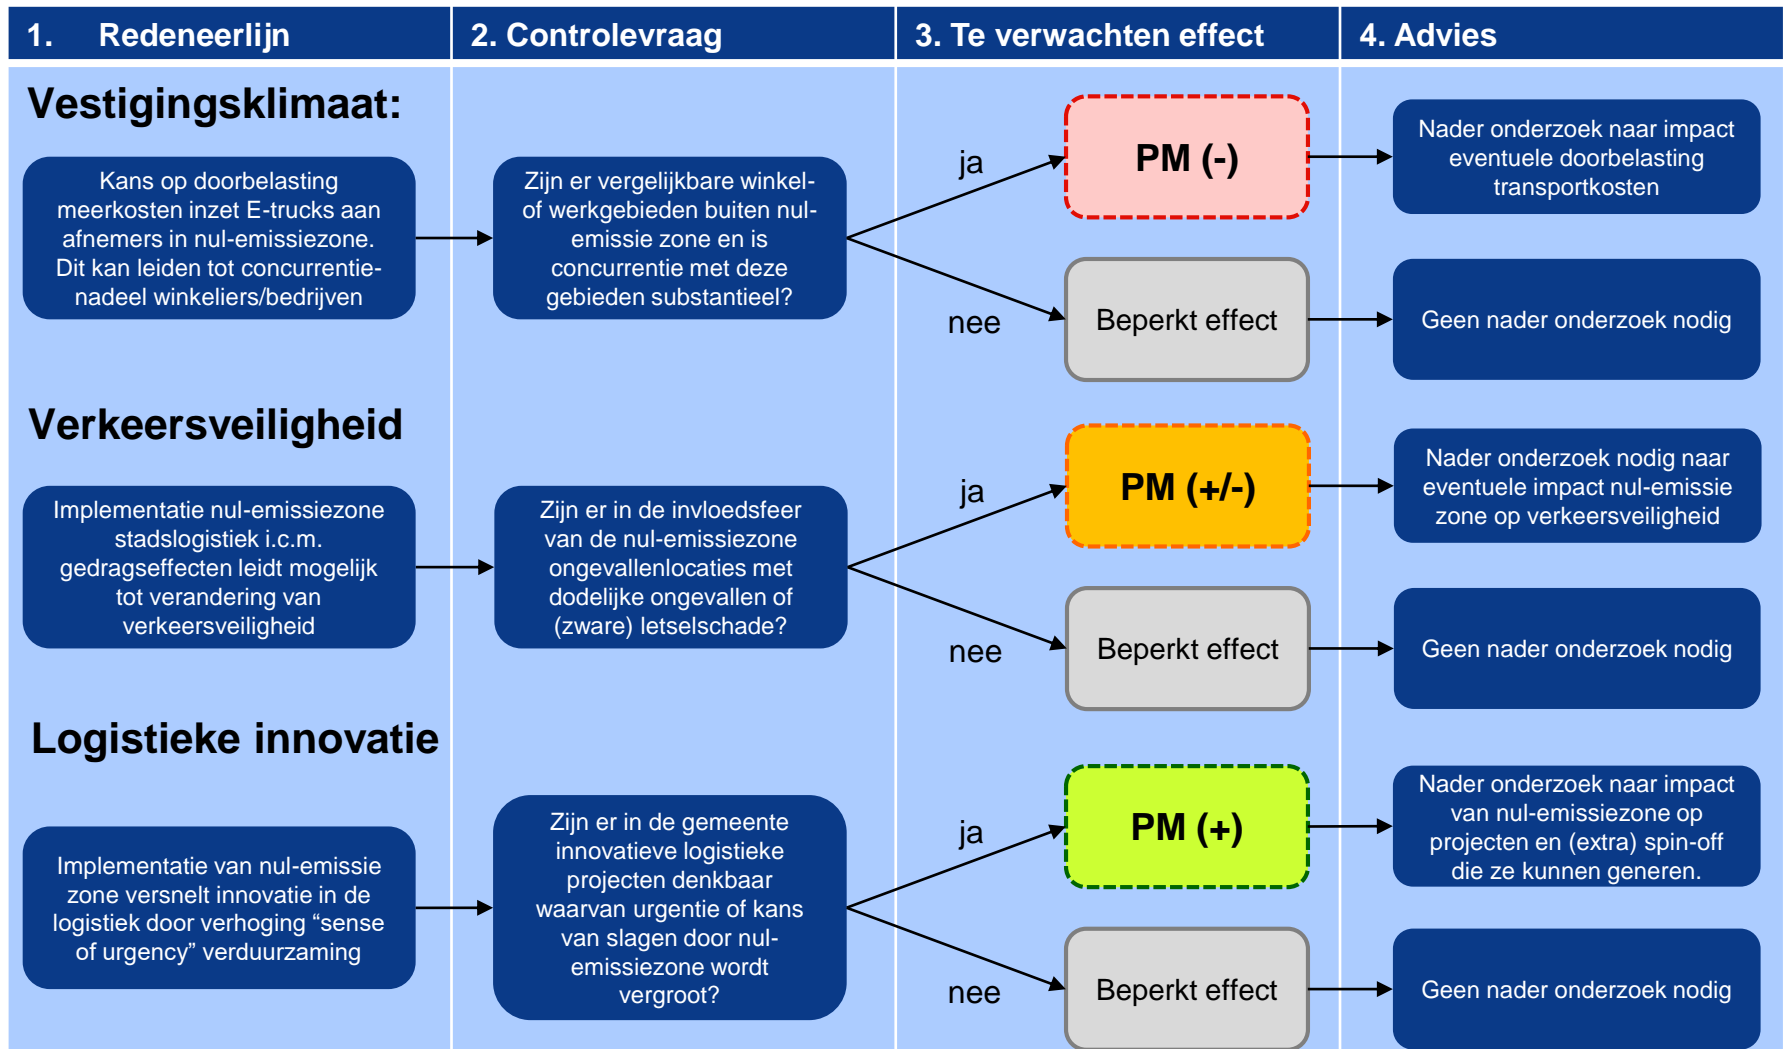 1. Redeneerlijn
2. Controlevraag
3. Te verwachten effect
4. Advies
Vestigingsklimaat:
Kans op doorbelasting
meerkosten inzet E-trucks aan
afnemers in nul-emissiezone.
Dit kan leiden tot concurrentie-
nadeel winkeliers/bedrijven
Zijn er vergelijkbare winkel-
of werkgebieden buiten nul-
emissie zone en is
concurrentie met deze
gebieden substantieel?
ja
PM (-)
Nader onderzoek naar impact
eventuele doorbelasting
transportkosten
nee
Beperkt effect
Geen nader onderzoek nodig
Verkeersveiligheid
Implementatie nul-emissiezone
stadslogistiek i.c.m.
gedragseffecten leidt mogelijk
tot verandering van
verkeersveiligheid
Zijn er in de invloedsfeer
van de nul-emissiezone
ongevallenlocaties met
dodelijke ongevallen of
(zware) letselschade?
ja
PM (+/-)
Nader onderzoek nodig naar
eventuele impact nul-emissie
zone op verkeersveiligheid
nee
Beperkt effect
Geen nader onderzoek nodig
Logistieke innovatie
Implementatie van nul-emissie
zone versnelt innovatie in de
logistiek door verhoging “sense
of urgency” verduurzaming
Zijn er in de gemeente
innovatieve logistieke
projecten denkbaar
waarvan urgentie of kans
van slagen door nul-
emissiezone wordt
vergroot?
ja
PM (+)
Nader onderzoek naar impact
van nul-emissiezone op
projecten en (extra) spin-off
die ze kunnen generen.
nee
Beperkt effect
Geen nader onderzoek nodig